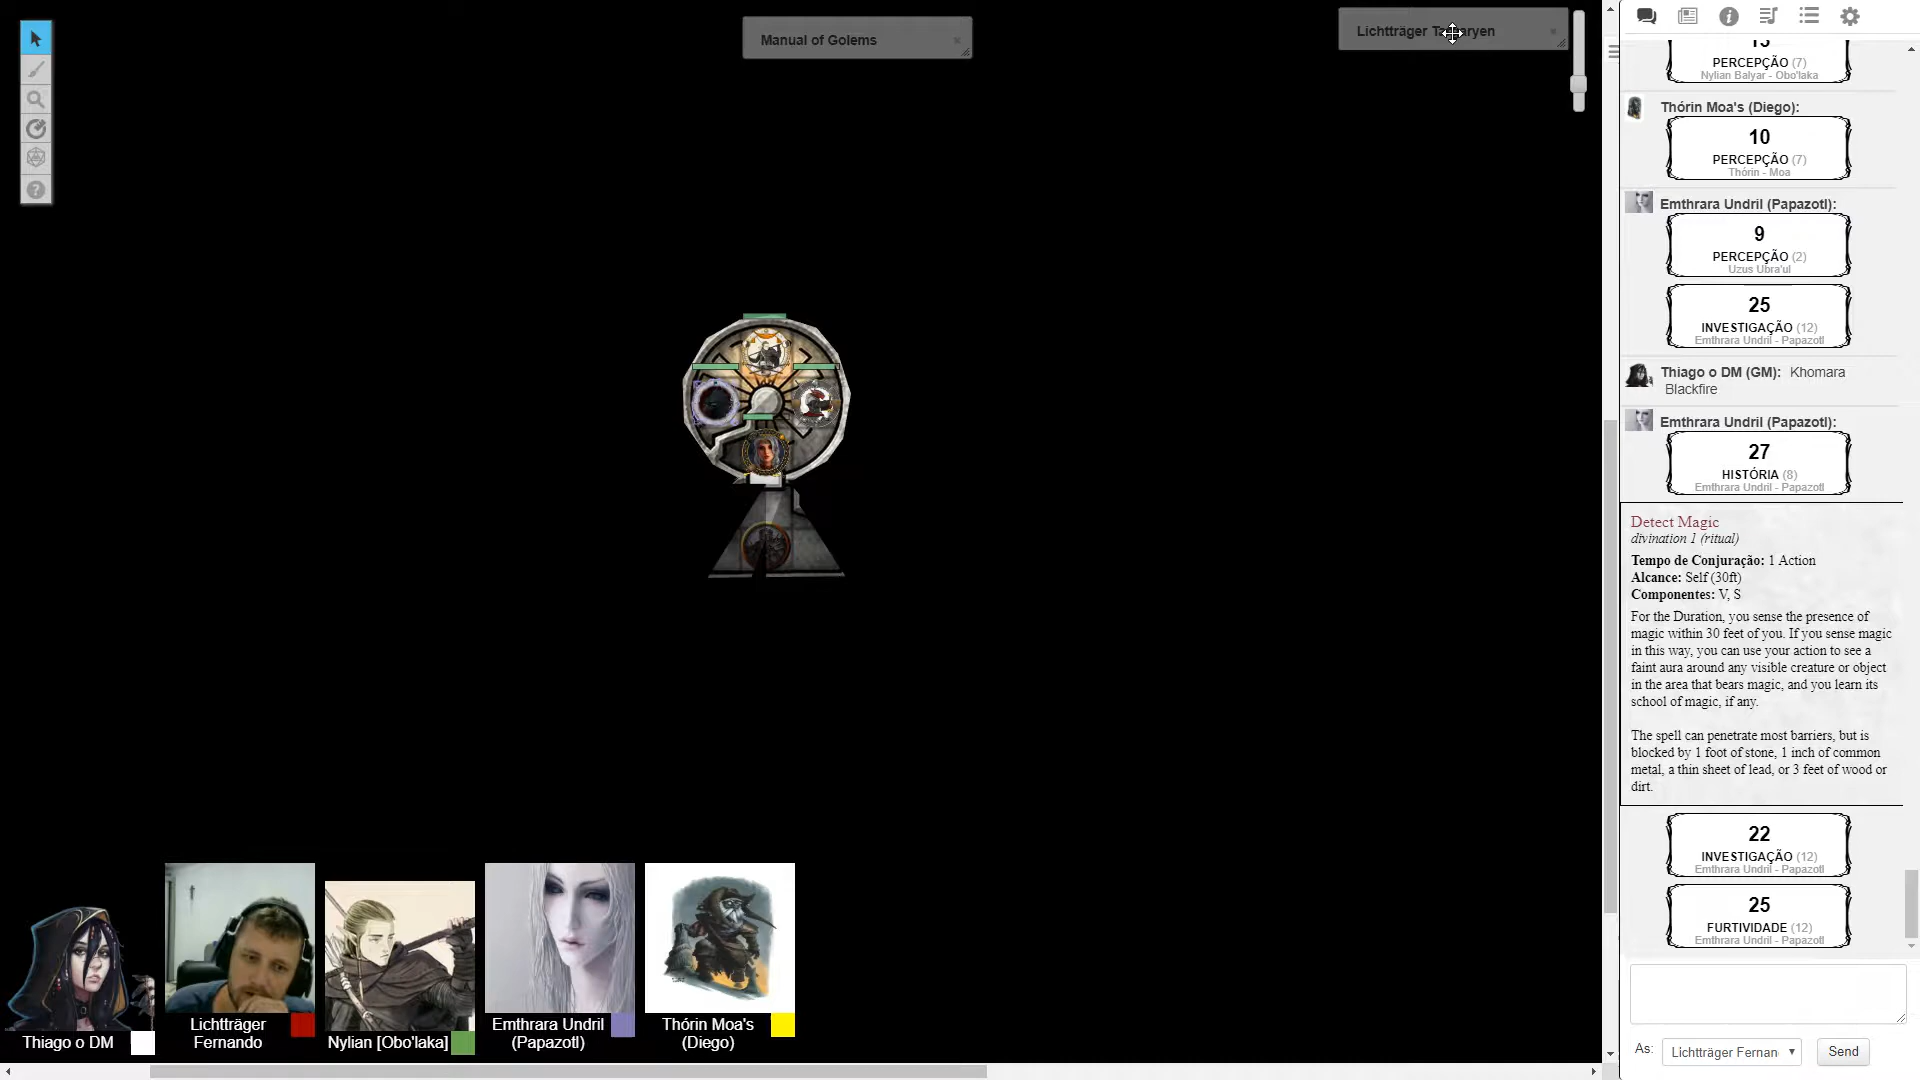 Manual of Golems
15
PERCEPÇÃO (7)
Nylian Balyar - Obo'laka
Thórin Moa's (Diego):
10
PERCEPÇÃO (7)
Thórin - Moa
Emthrara Undril (Papazotl):
9
PERCEPÇÃO (2)
Uzus Ubra'ul
25
INVESTIGAÇÃO (12)
Emthrara Undril - Papazotl
Thiago o DM (GM): Khomara
Blackfire
Emthrara Undril (Papazotl):
27
HISTÓRIA (8)
Emthrara Undril - Papazotl
Detect Magic
divination 1 (ritual)
Tempo de Conjuração: 1 Action
Alcance: Self (30ft)
Componentes: V, S
For the Duration, you sense the presence of
magic within 30 feet of you. If you sense magic
in this way, you can use your action to see a
faint aura around any visible creature or object
in the area that bears magic, and you learn its
school of magic, if any.
The spell can penetrate most barriers, but is
blocked by 1 foot of stone, 1 inch of common
metal, a thin sheet of lead, or 3 feet of wood or
dirt.
22
INVESTIGAÇÃO (12)
Emthrara Undril - Papazotl
25
FURTIVIDADE (12)
Emthrara Undril - Papazotl
As: Lichtträger Fernan
Send
Lichtträger
Thiago o DM
Lichtträger
Fernando
Nylian [Obo'laka]
Emthrara Undril
(Papazotl)
Thórin Moa's
(Diego)